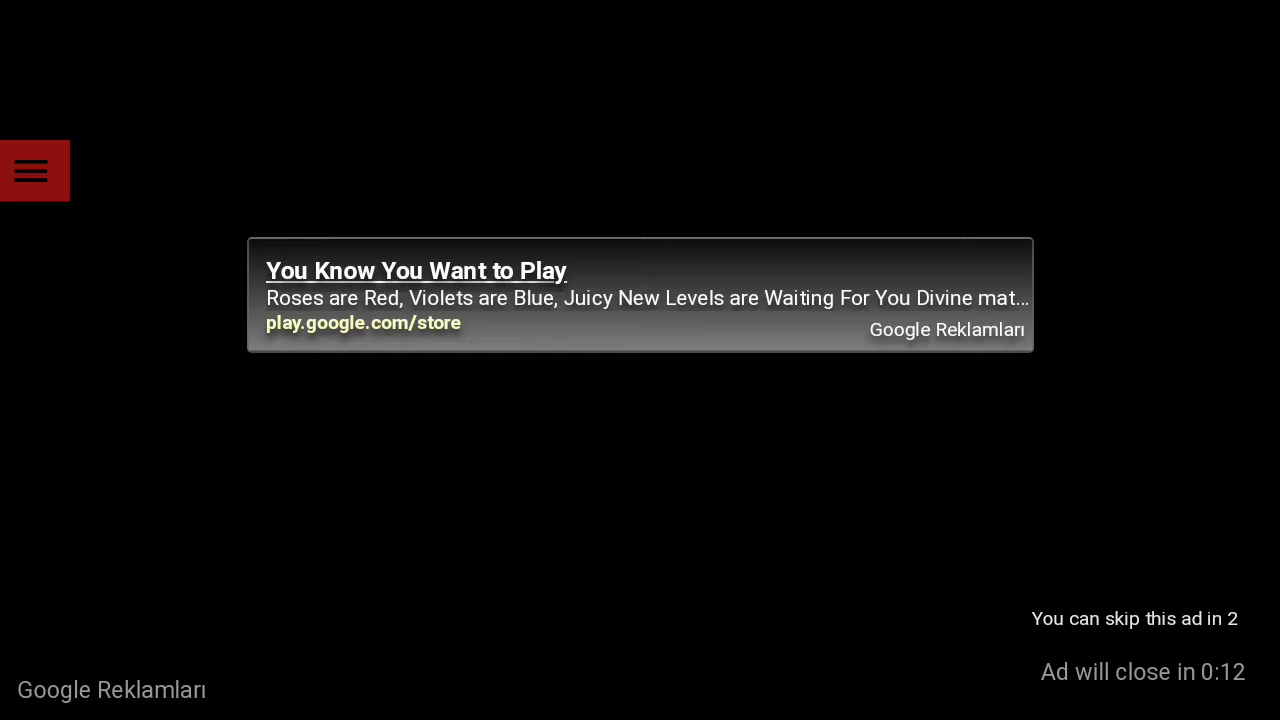 You Know You Want to Play
Roses are Red, Violets are Blue, Juicy New Levels are Waiting For You Divine mat...
play.google.com/store
Google Reklamları
You can skip this ad in 2
Ad will close in 0:12
Google Reklamları